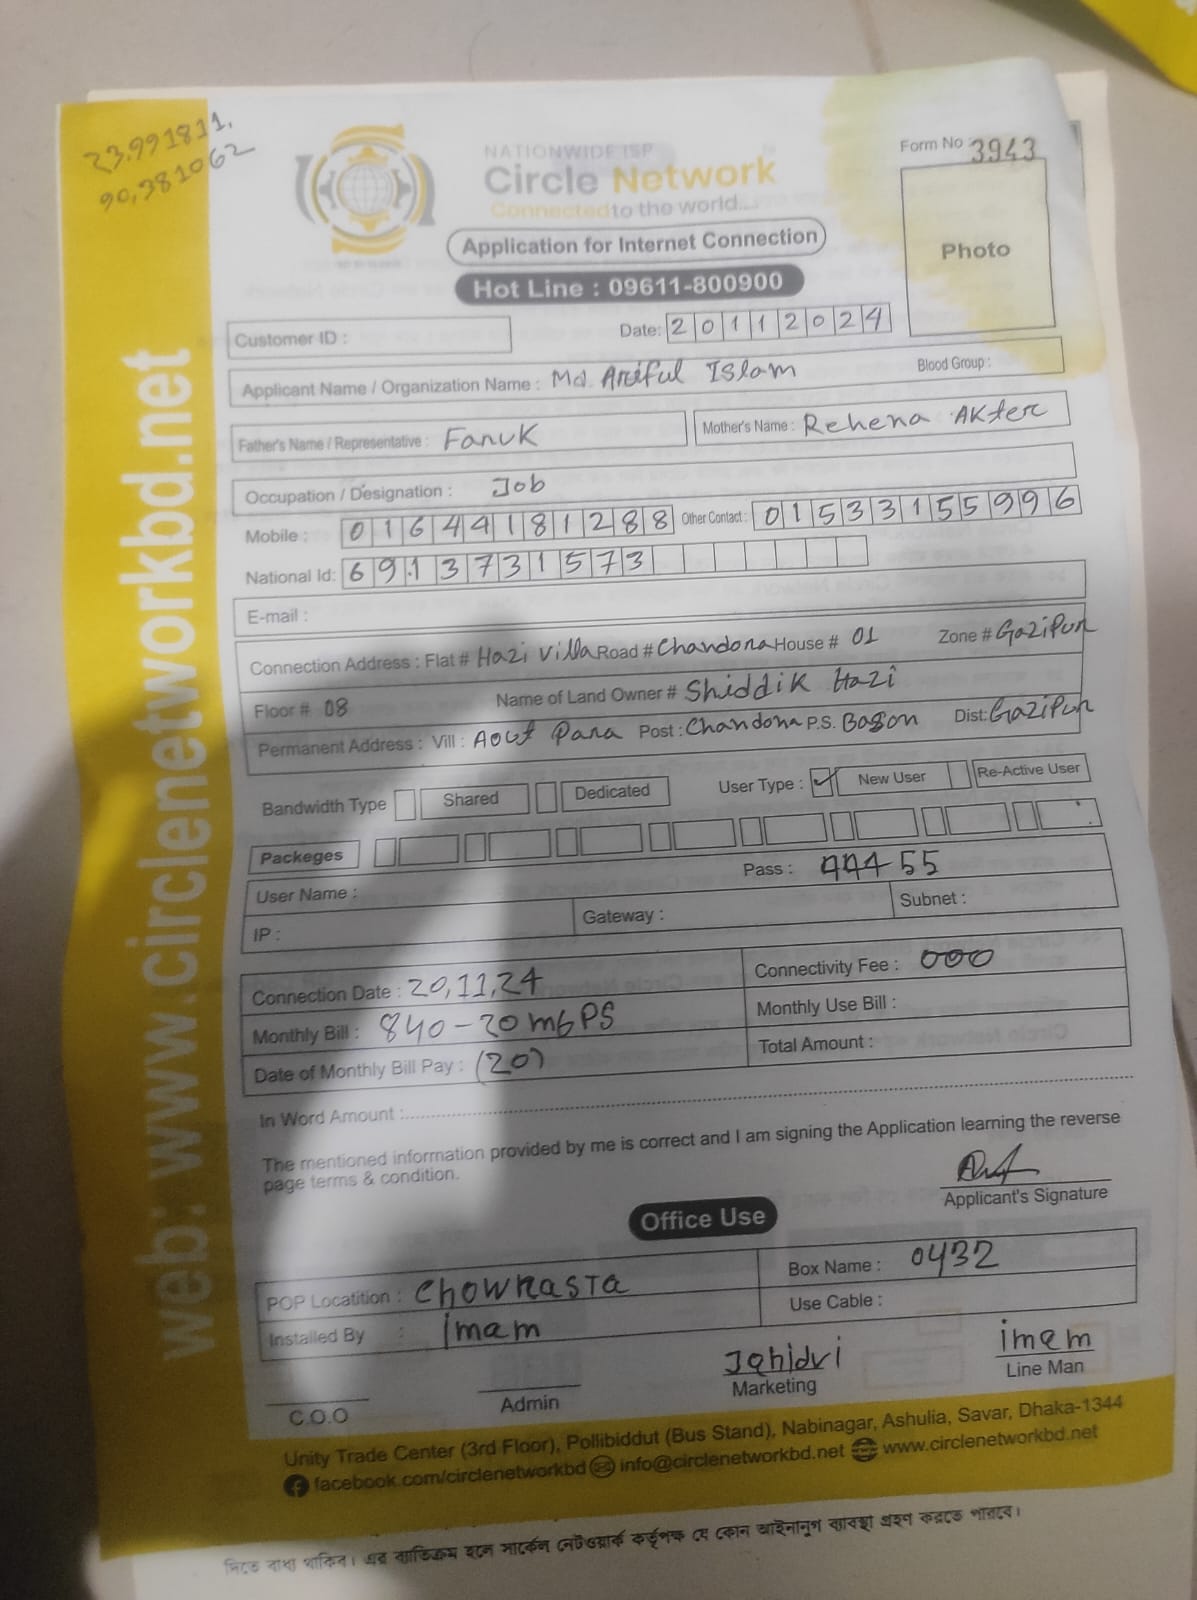 23.991811,
90,381062
web: www.circlenetworkbd.net
NATIONWIDE ISP
Circle Network
Connected to the world...
Application for Internet Connection
Hot Line : 09611-800900
Form No 3943
Photo
Customer ID :
Date: 20112024
Applicant Name / Organization Name : Md. Ariful Islam Blood Group :
Father's Name / Representative : Faruk Mother's Name : Rehena Akter
Occupation / Designation : Job
Mobile : 01644181288 Other Contact : 01533155996
National Id: 6913731573
E-mail :
Connection Address : Flat # Hazi Villa Road # Chandona House # 01 Zone # Gazipur
Floor # 08 Name of Land Owner # Shiddik Hazi
Permanent Address : Vill : Aout Para Post : Chandona P.S. Bason Dist: Gazipur
Bandwidth Type Shared Dedicated User Type : ✓ New User Re-Active User
Packeges
User Name : Pass : 44455
IP : Gateway : Subnet :
Connection Date : 20,11,24 Connectivity Fee : 000
Monthly Bill : 840-20mbPS Monthly Use Bill :
Date of Monthly Bill Pay : (20) Total Amount :
In Word Amount :
The mentioned information provided by me is correct and I am signing the Application learning the reverse
page terms & condition.
Applicant's Signature
Office Use
POP Locatition : Chowrasta Box Name : 0432
Installed By : imam Use Cable :
C.O.O
Admin
Jahidvi
Marketing
imam
Line Man
Unity Trade Center (3rd Floor), Pollibiddut (Bus Stand), Nabinagar, Ashulia, Savar, Dhaka-1344
facebook.com/circlenetworkbd info@circlenetworkbd.net www.circlenetworkbd.net
দিতে বাধ্য থাকিব। এর ব্যতিক্রম হলে সার্কেল নেটওয়ার্ক কর্তৃপক্ষ যে কোন আইনানুগ ব্যবস্থা গ্রহণ করতে পারবে।